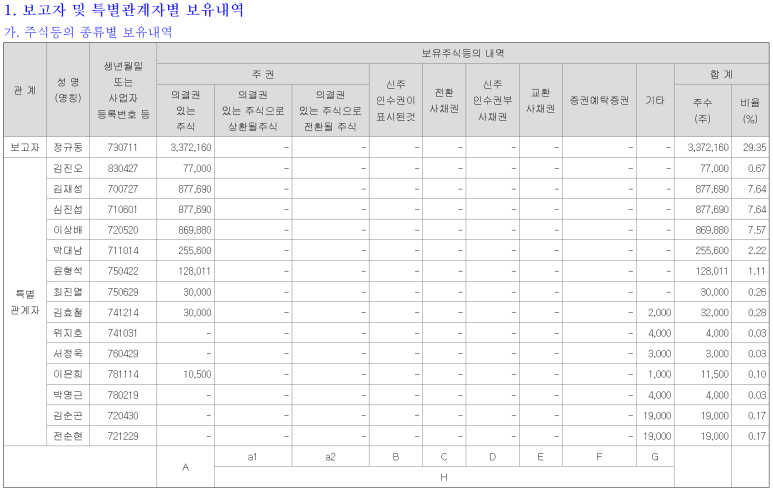 1. 보고자 및 특별관계자별 보유내역
가. 주식등의 종류별 보유내역
관 계 성 명 (명칭) 생년월일 또는 사업자 등록번호 등 보유주식등의 내역
주 권 신주 인수권이 표시된것 전환 사채권 신주 인수권부 사채권 교환 사채권 증권예탁증권 기타 합 계
의결권 있는 주식 의결권 있는 주식으로 상환될주식 의결권 있는 주식으로 전환될 주식 주수 (주) 비율 (%)
보고자 정규동 730711 3,372,160 - - - - - - - - 3,372,160 29.35
특별 관계자
김진오 830427 77,000 - - - - - - - - 77,000 0.67
김재성 700727 877,690 - - - - - - - - 877,690 7.64
심진섭 710601 877,690 - - - - - - - - 877,690 7.64
이상배 720520 869,880 - - - - - - - - 869,880 7.57
박대남 711014 255,600 - - - - - - - - 255,600 2.22
윤형석 750422 128,011 - - - - - - - - 128,011 1.11
최진열 750629 30,000 - - - - - - - - 30,000 0.26
김효철 741214 30,000 - - - - - - - 2,000 32,000 0.28
위지호 741031 - - - - - - - - 4,000 4,000 0.03
서정욱 760429 - - - - - - - - 3,000 3,000 0.03
이은희 781114 10,500 - - - - - - - 1,000 11,500 0.10
박영근 780219 - - - - - - - - 4,000 4,000 0.03
김순곤 720430 - - - - - - - - 19,000 19,000 0.17
전순현 721229 - - - - - - - - 19,000 19,000 0.17
A a1 a2 B C D E F G
H